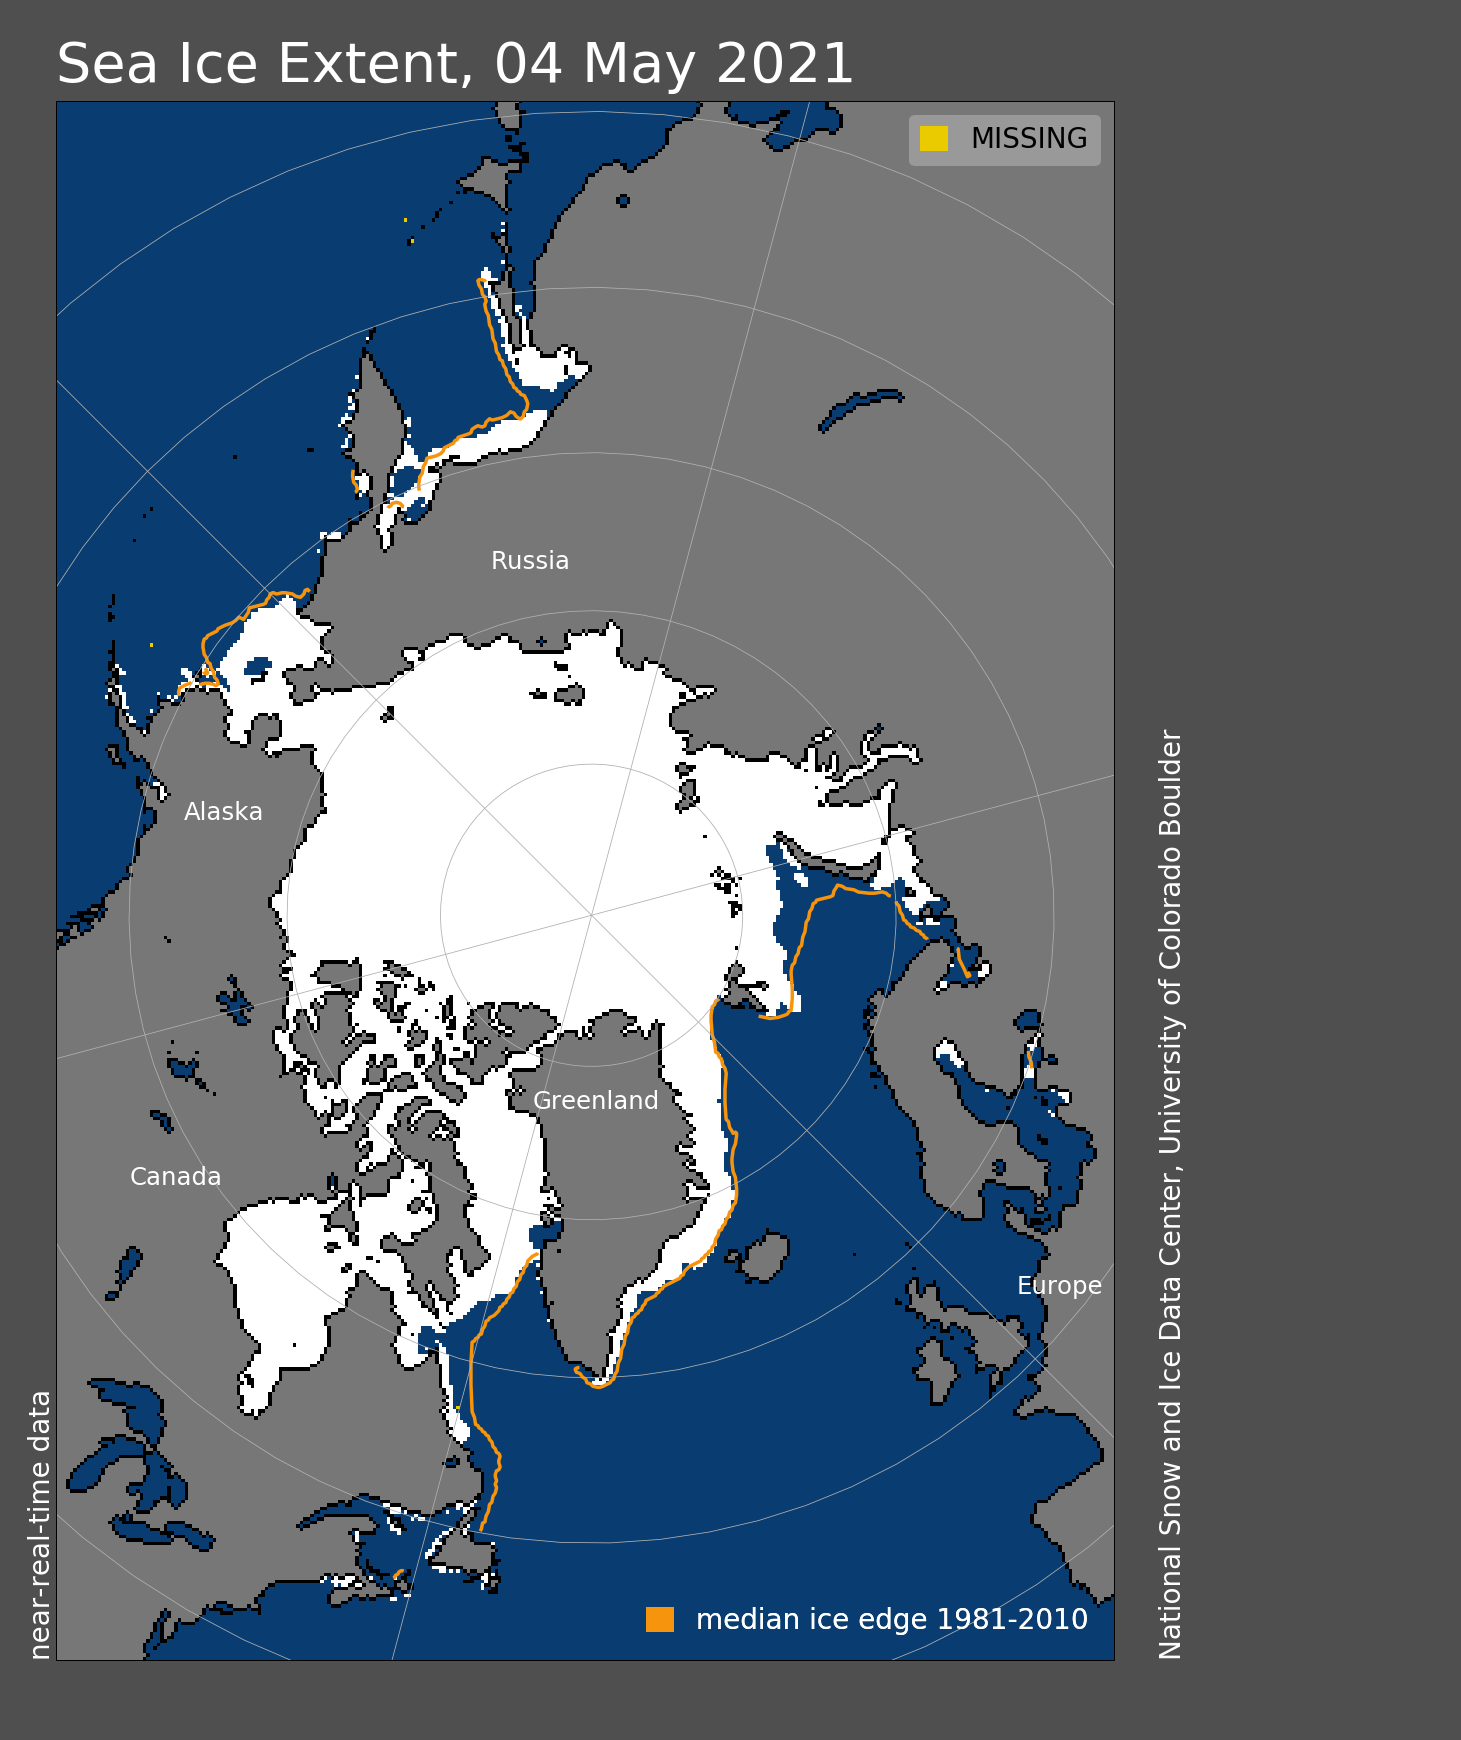 Sea Ice Extent, 04 May 2021
MISSING
Russia
Alaska
Greenland
Canada
Europe
median ice edge 1981-2010
near-real-time data
National Snow and Ice Data Center, University of Colorado Boulder